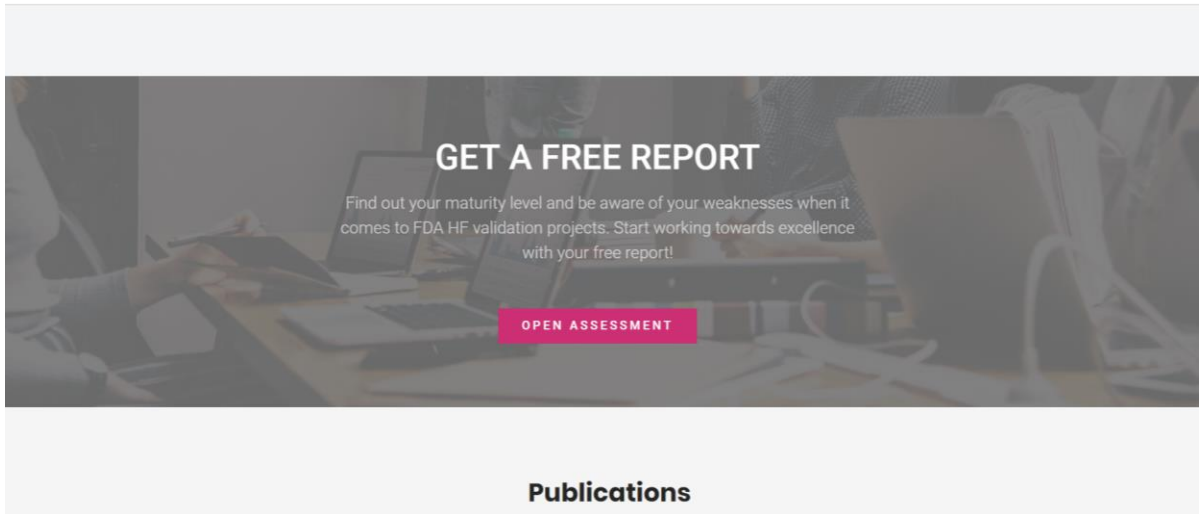 GET A FREE REPORT
Find out your maturity level and be aware of your weaknesses when it
comes to FDA HF validation projects. Start working towards excellence
with your free report!
OPEN ASSESSMENT
Publications